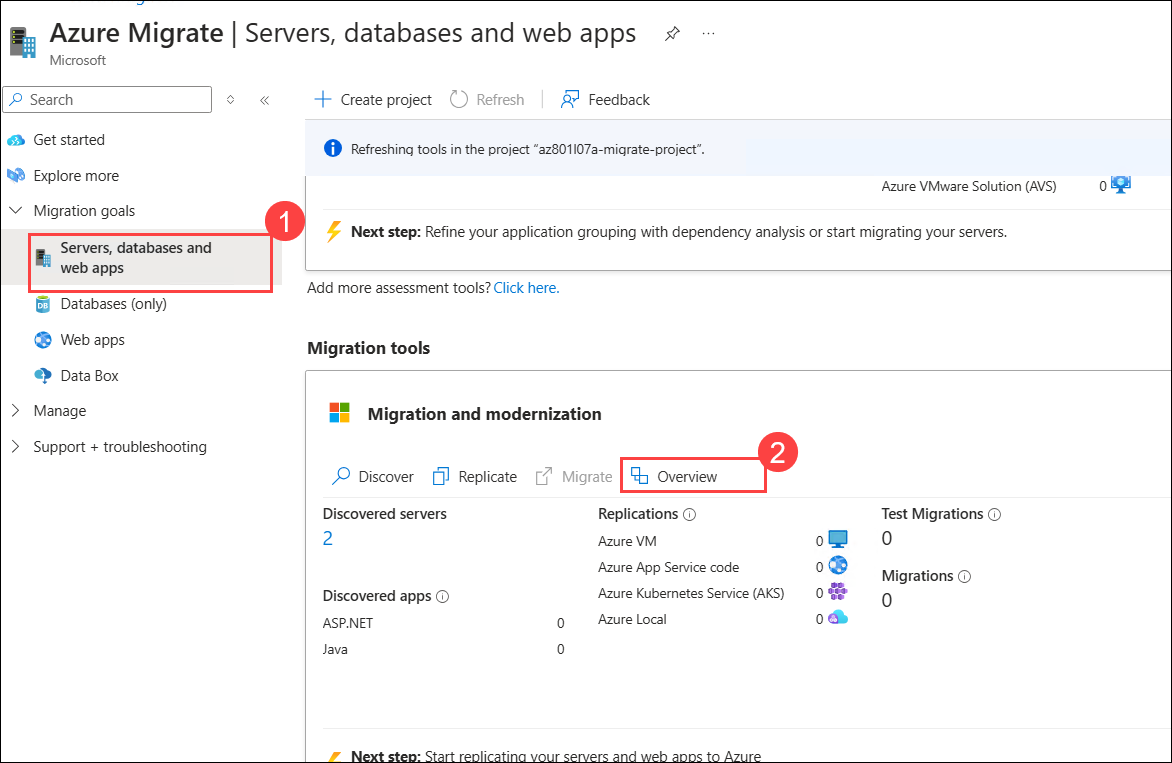 Azure Migrate | Servers, databases and web apps
Microsoft
Search
Get started
Explore more
Migration goals
1
Servers, databases and
web apps
Databases (only)
Web apps
Data Box
Manage
Support + troubleshooting
Create project
Refresh
Feedback
Refreshing tools in the project “az801l07a-migrate-project”.
Azure VMware Solution (AVS) 0
Next step: Refine your application grouping with dependency analysis or start migrating your servers.
Add more assessment tools? Click here.
Migration tools
Migration and modernization
2
Discover
Replicate
Migrate
Overview
Discovered servers
2
Discovered apps
ASP.NET 0
Java 0
Replications
Azure VM 0
Azure App Service code 0
Azure Kubernetes Service (AKS) 0
Azure Local 0
Test Migrations
0
Migrations
0
Next step: Start replicating your servers and web apps to Azure